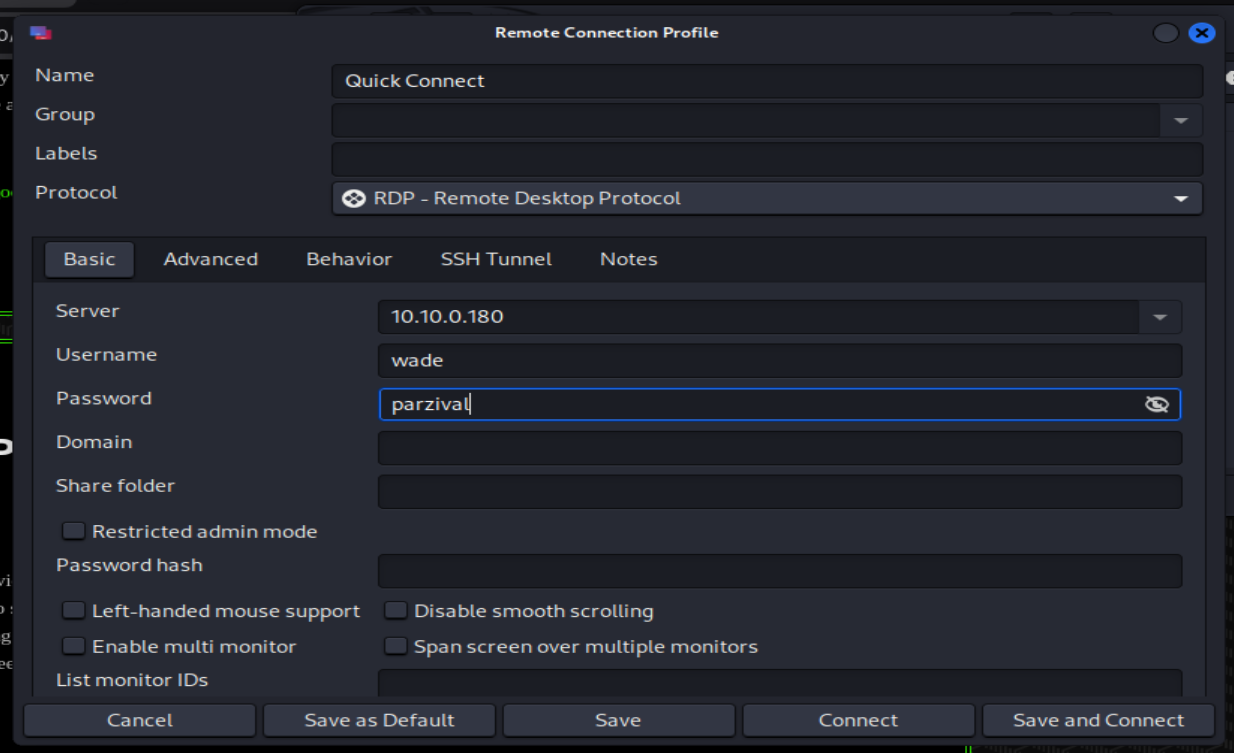 Remote Connection Profile
Name
Quick Connect
Group
Labels
Protocol
RDP - Remote Desktop Protocol
Basic Advanced Behavior SSH Tunnel Notes
Server
10.10.0.180
Username
wade
Password
parzival
Domain
Share folder
Restricted admin mode
Password hash
Left-handed mouse support Disable smooth scrolling
Enable multi monitor Span screen over multiple monitors
List monitor IDs
Cancel Save as Default Save Connect Save and Connect